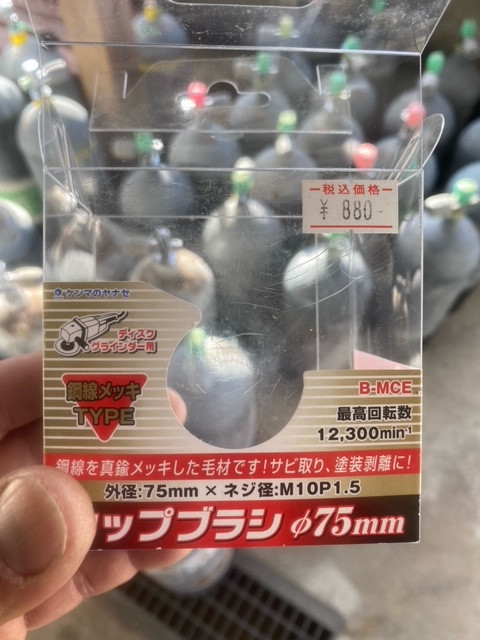 税込価格
¥ 880-
ケンマのヤナセ
ディスク
グラインダー用
鋼線メッキ
TYPE
B-MCE
最高回転数
12,300min-1
鋼線を真鍮メッキした毛材です!サビ取り、塗装剥離に!
外径:75mm × ネジ径:M10P1.5
ップブラシ φ75mm